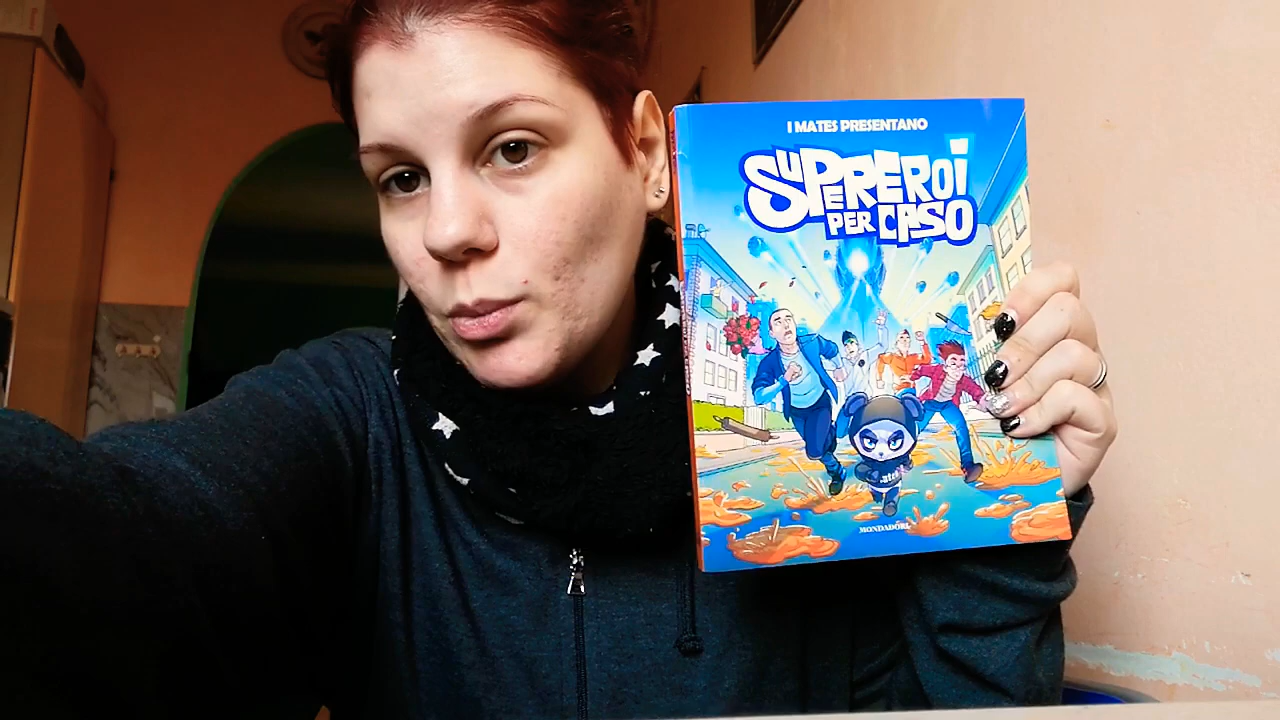 I MATES PRESENTANO
SUPEREROI
PER CASO
MONDADORI